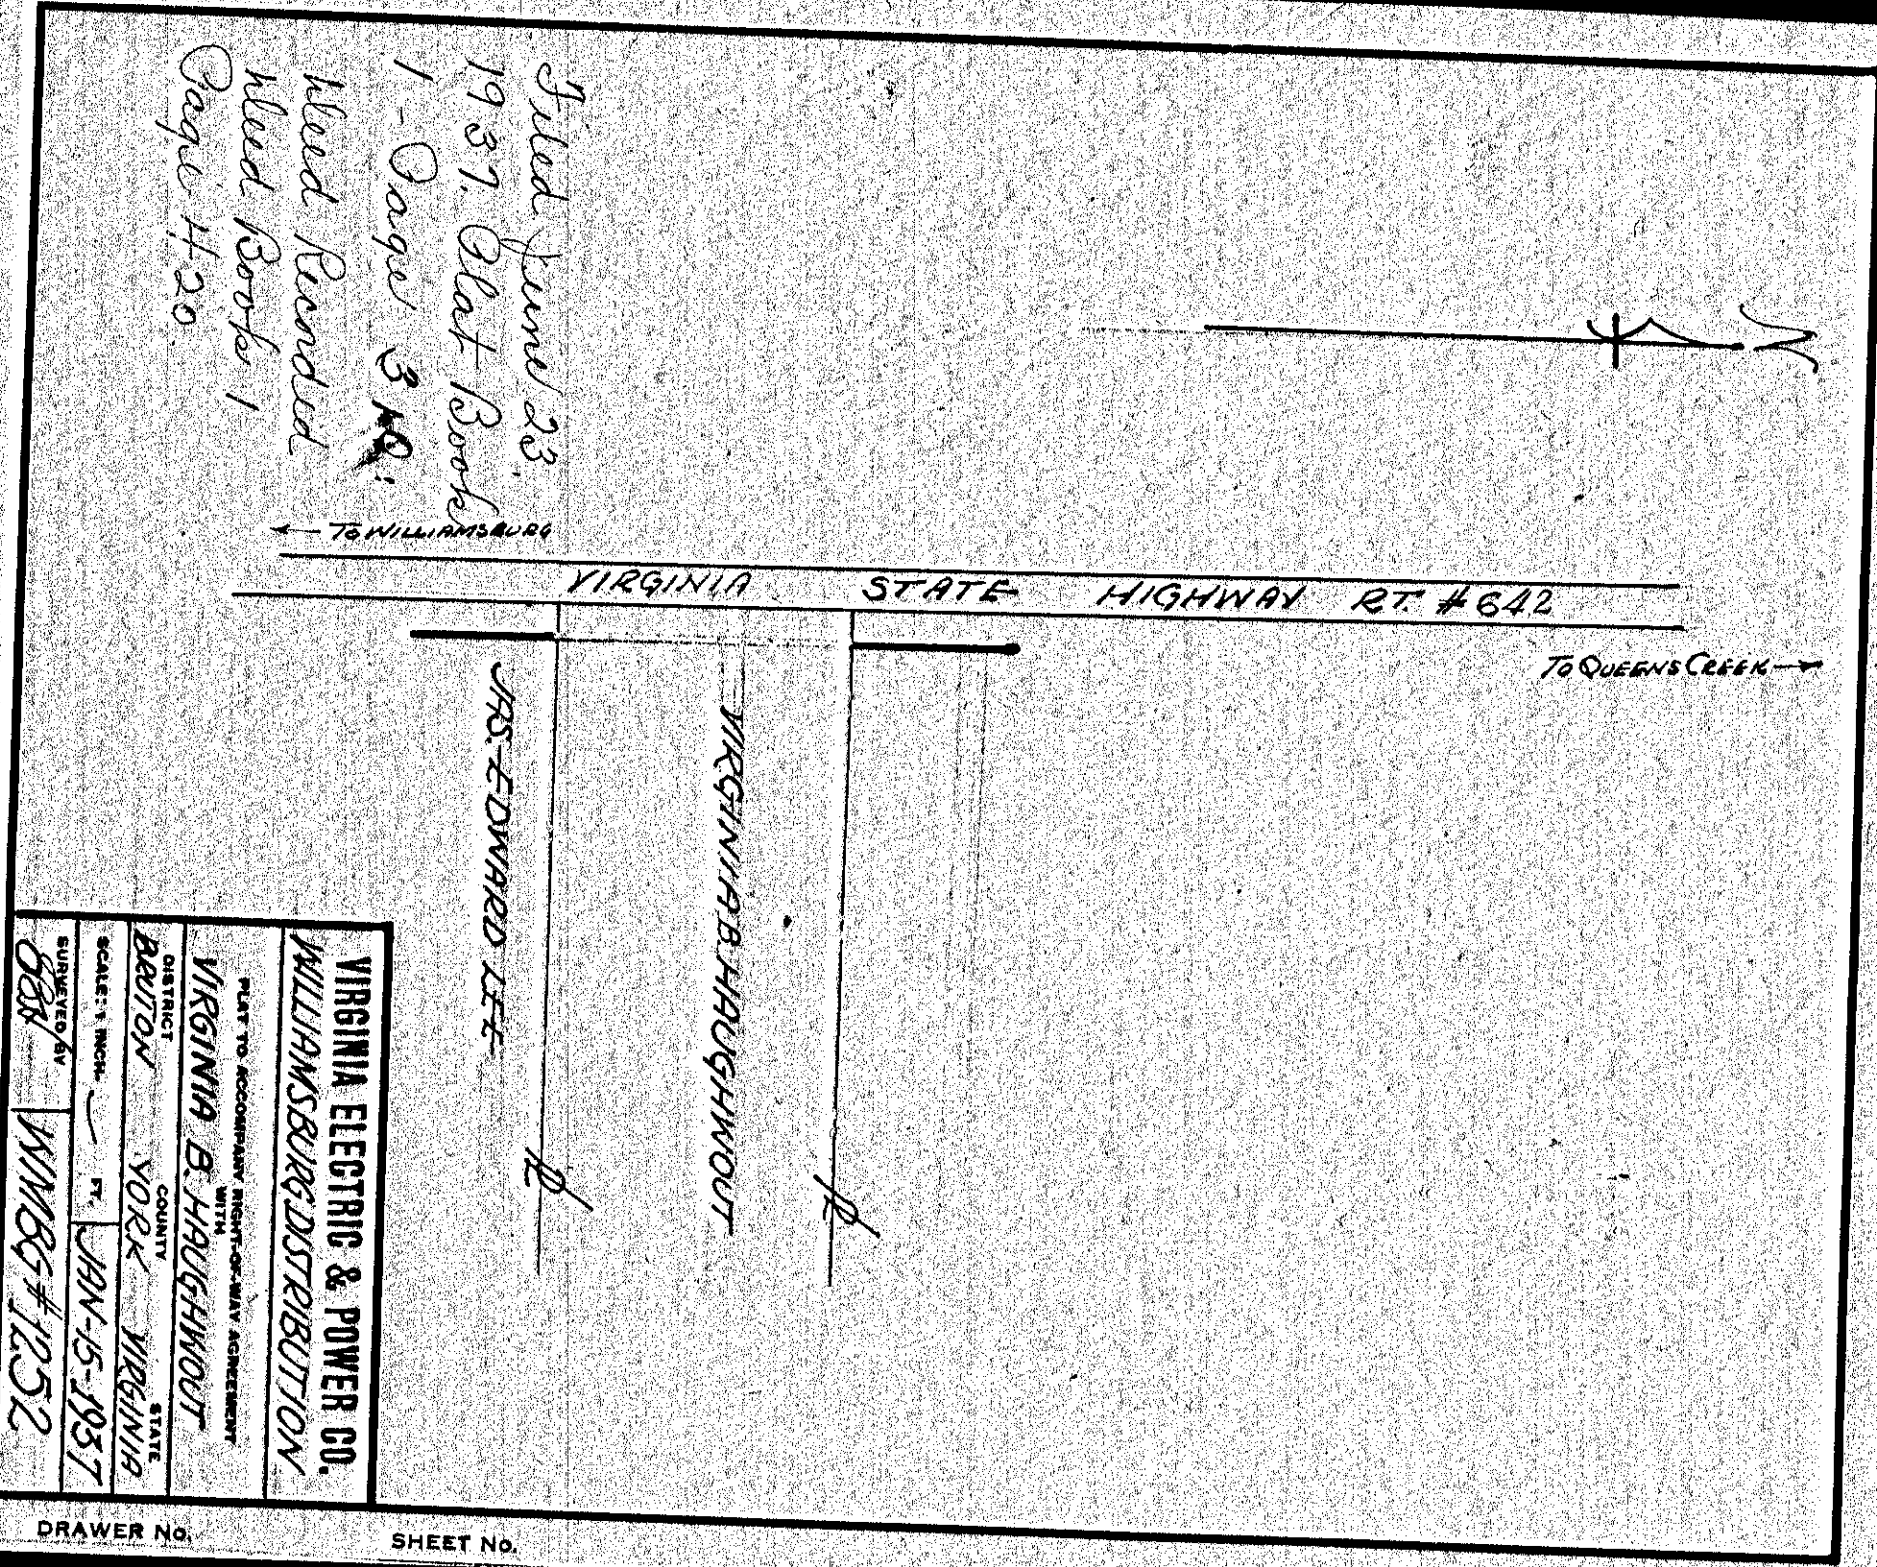 Filed June 23
1937. Plat Book
1 - Page 3
Deed Recorded
Deed Book 1
Page 420
← TO WILLIAMSBURG
VIRGINIA STATE HIGHWAY RT. #642
TO QUEENS CREEK →
JAS. EDWARD LEE
VIRGINIA B. HAUGHWOUT
VIRGINIA ELECTRIC & POWER CO.
WILLIAMSBURG DISTRIBUTION
PLAT TO ACCOMPANY RIGHT-OF-WAY AGREEMENT
WITH
VIRGINIA B. HAUGHWOUT
DISTRICT COUNTY STATE
BRUTON YORK VIRGINIA
SCALE: 1 INCH FT. JAN-15-1937
SURVEYED BY
WMBG#1252
DRAWER NO. SHEET NO.